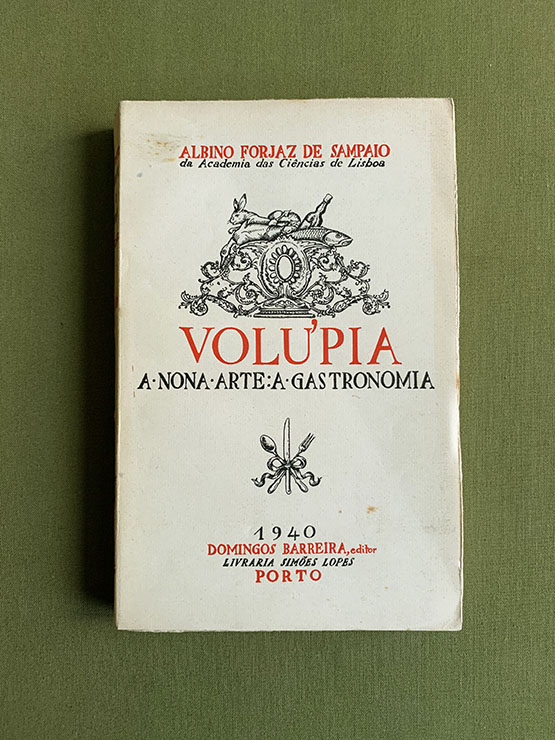 ALBINO FORJAZ DE SAMPAIO
da Academia das Ciências de Lisboa
VOLÚPIA
A·NONA·ARTE:A·GASTRONOMIA
1940
DOMINGOS BARREIRA, editor
LIVRARIA SIMÕES LOPES
PORTO